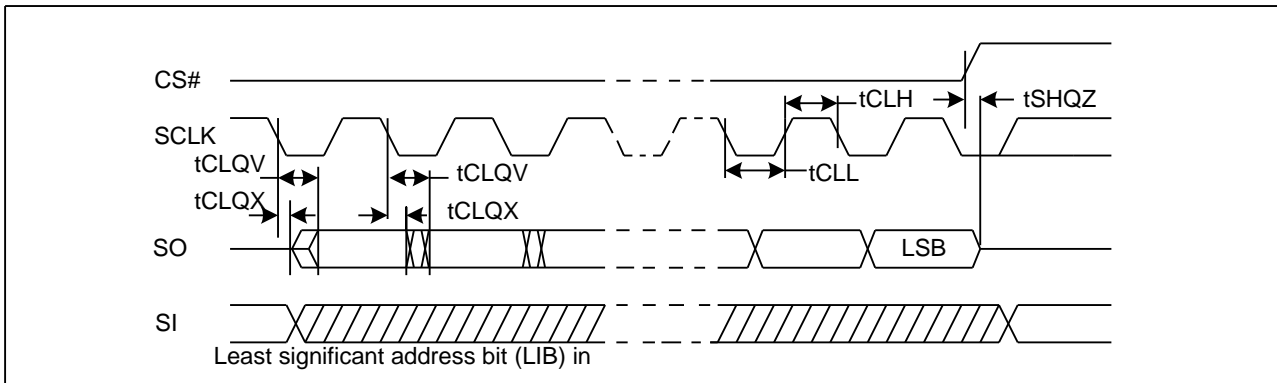 CS#
tCLH
tSHQZ
SCLK
tCLQV
tCLQV
tCLL
tCLQX
tCLQX
SO
LSB
SI
Least significant address bit (LIB) in